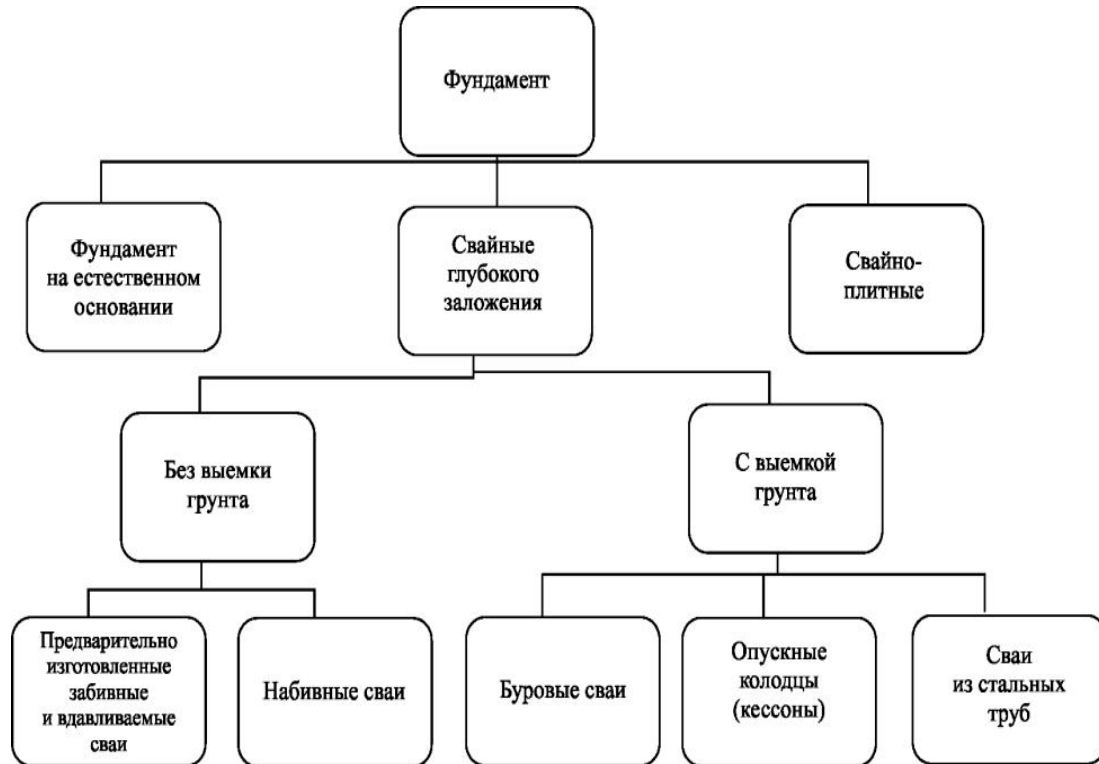 Фундамент
Фундамент
на естественном
основании
Свайные
глубокого
заложения
Свайно-
плитные
Без выемки
грунта
С выемкой
грунта
Предварительно
изготовленные
забивные
и вдавливаемые
сваи
Набивные сваи
Буровые сваи
Опускные
колодцы
(кессоны)
Сваи
из стальных
труб